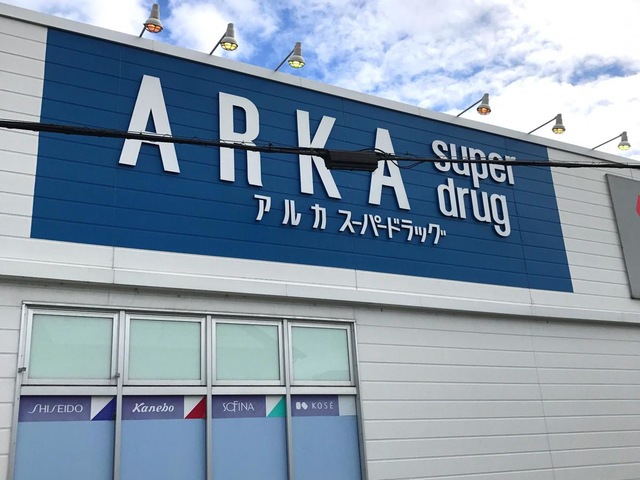 ARKA super drug
アルカ スーパードラッグ
SHISEIDO Kanebo SOFINA KOSÉ